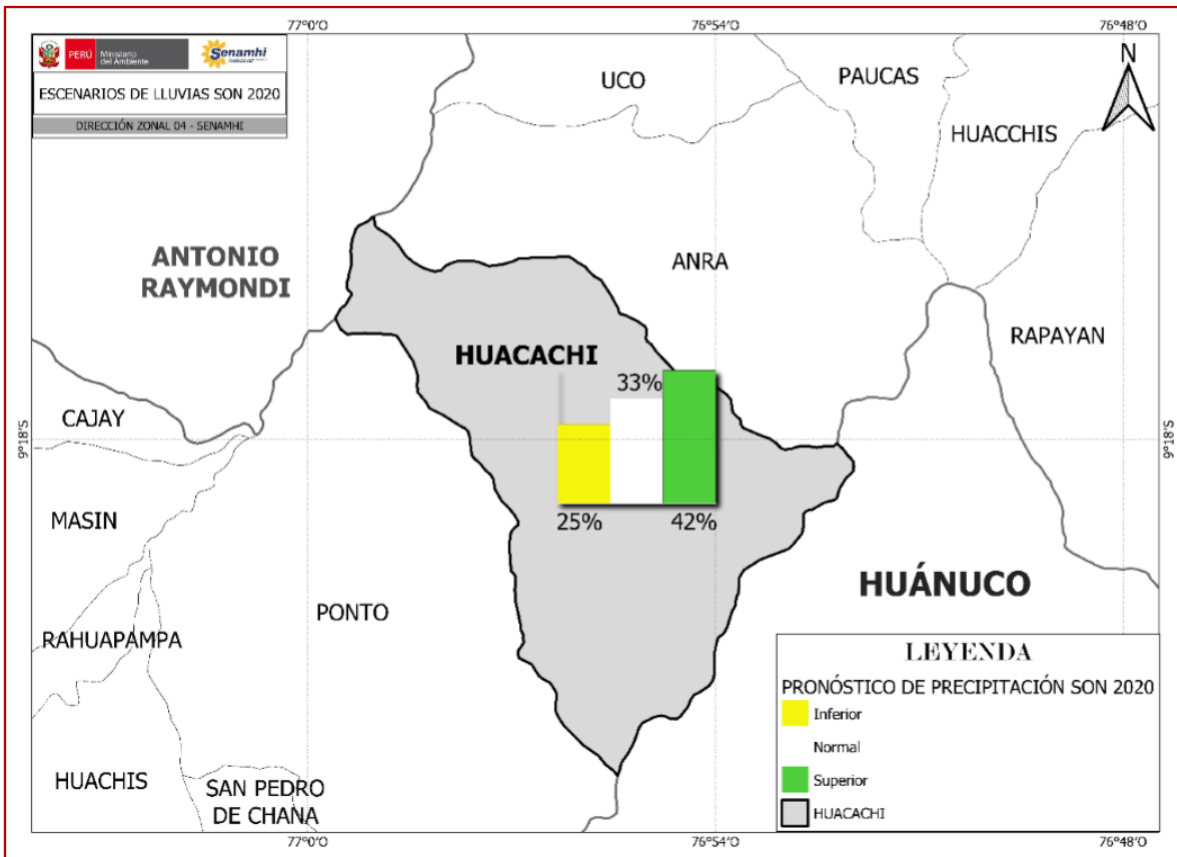 77°0'O
76°54'O
76°48'O
PERÚ
Ministerio
del Ambiente
Senamhi
ESCENARIOS DE LLUVIAS SON 2020
DIRECCIÓN ZONAL 04 - SENAMHI
UCO
PAUCAS
N
HUACCHIS
ANTONIO
RAYMONDI
ANRA
RAPAYAN
HUACACHI
33%
CAJAY
9°18'S
9°18'S
MASIN
25%
42%
HUÁNUCO
PONTO
RAHUAPAMPA
LEYENDA
PRONÓSTICO DE PRECIPITACIÓN SON 2020
Inferior
Normal
Superior
HUACACHI
HUACHIS
SAN PEDRO
DE CHANA
77°0'O
76°54'O
76°48'O